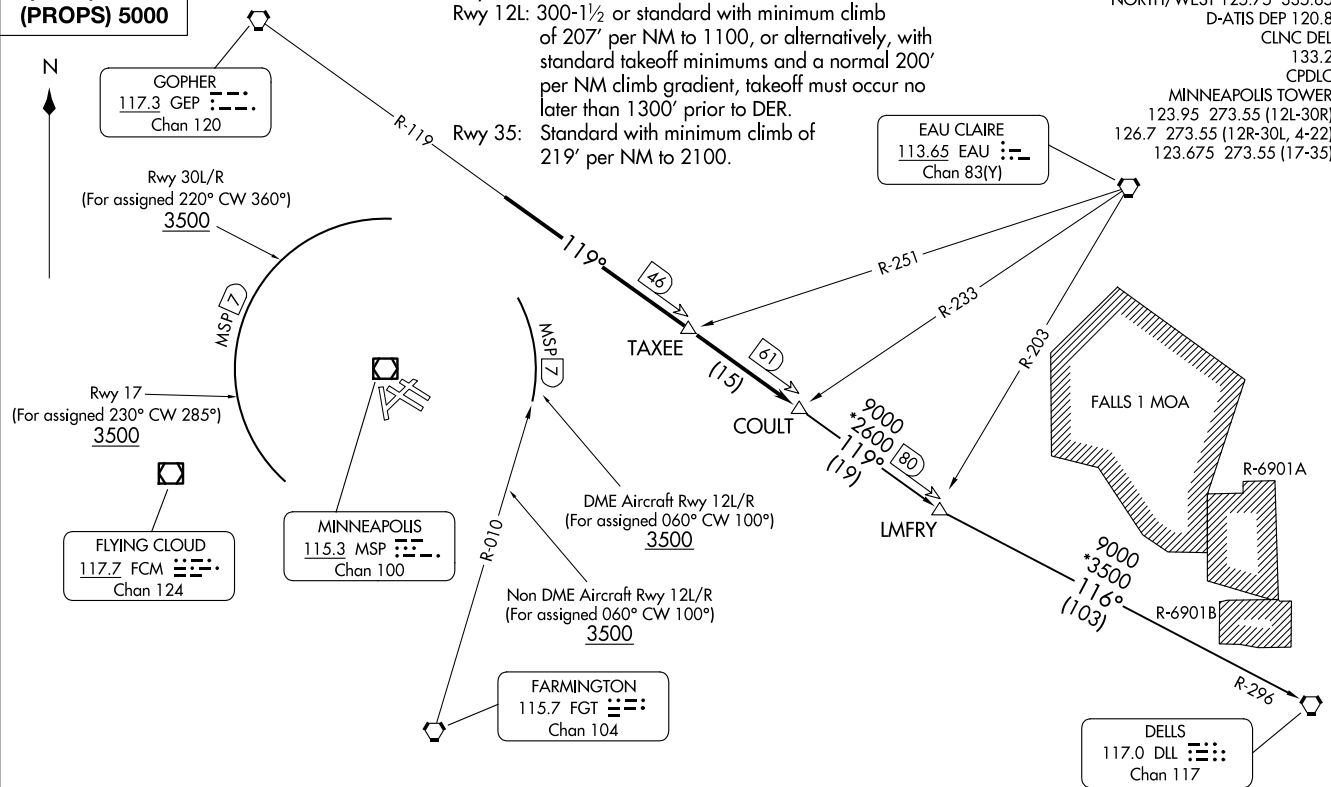 (PROPS) 5000
Rwy 12L: 300-1½ or standard with minimum climb
of 207' per NM to 1100, or alternatively, with
standard takeoff minimums and a normal 200'
per NM climb gradient, takeoff must occur no
later than 1300' prior to DER.
Rwy 35: Standard with minimum climb of
219' per NM to 2100.
D-ATIS DEP 120.8
CLNC DEL
133.2
CPDLC
MINNEAPOLIS TOWER
123.95 273.55 (12L-30R)
126.7 273.55 (12R-30L, 4-22)
123.675 273.55 (17-35)
N
GOPHER
117.3 GEP
Chan 120
R-119
EAU CLAIRE
113.65 EAU
Chan 83(Y)
Rwy 30L/R
(For assigned 220° CW 360°)
3500
119°
46
R-251
R-233
R-203
MSP 7
MSP 7
TAXEE
61
(15)
COULT
FALLS 1 MOA
Rwy 17
(For assigned 230° CW 285°)
3500
9000
*2600
119°
(19)
80
LMFRY
R-6901A
FLYING CLOUD
117.7 FCM
Chan 124
MINNEAPOLIS
115.3 MSP
Chan 100
R-010
DME Aircraft Rwy 12L/R
(For assigned 060° CW 100°)
3500
Non DME Aircraft Rwy 12L/R
(For assigned 060° CW 100°)
3500
9000
*3500
116°
(103)
R-6901B
R-296
FARMINGTON
115.7 FGT
Chan 104
DELLS
117.0 DLL
Chan 117